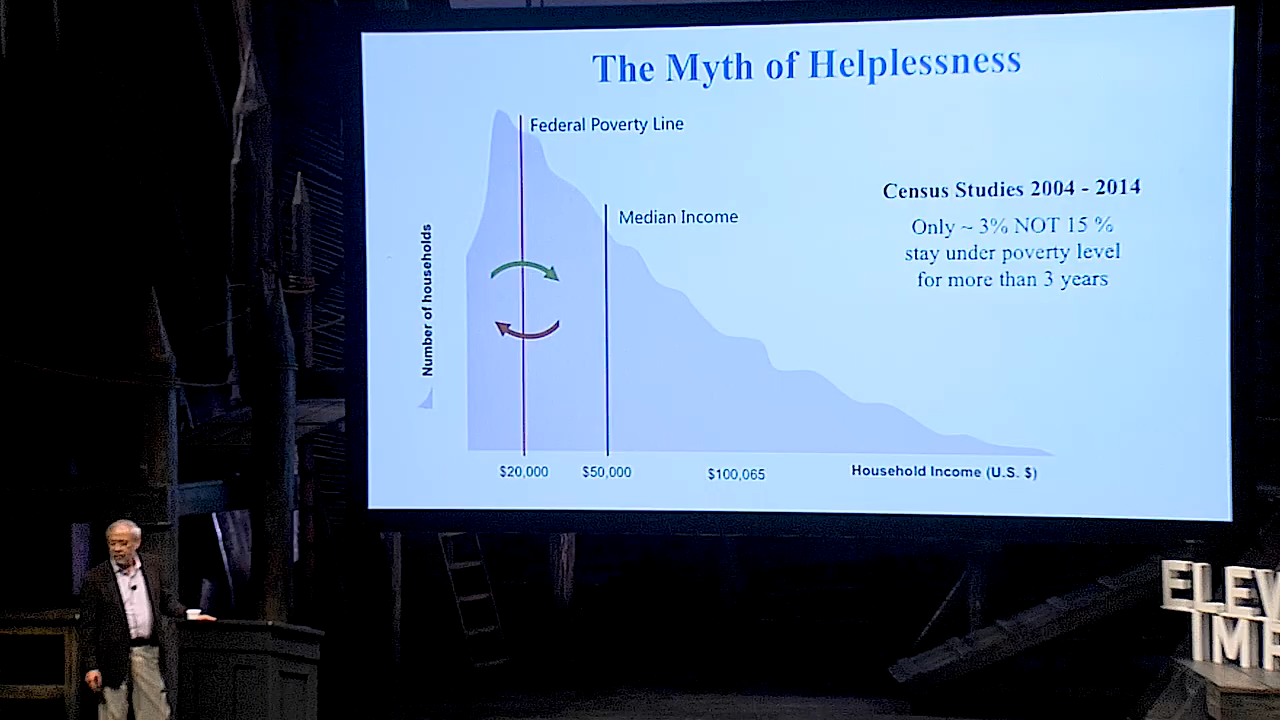 The Myth of Helplessness
Federal Poverty Line
Median Income
Number of households
Census Studies 2004 - 2014
Only ~ 3% NOT 15 %
stay under poverty level
for more than 3 years
$20,000
$50,000
$100,065
Household Income (U.S. $)
ELEV
IMP